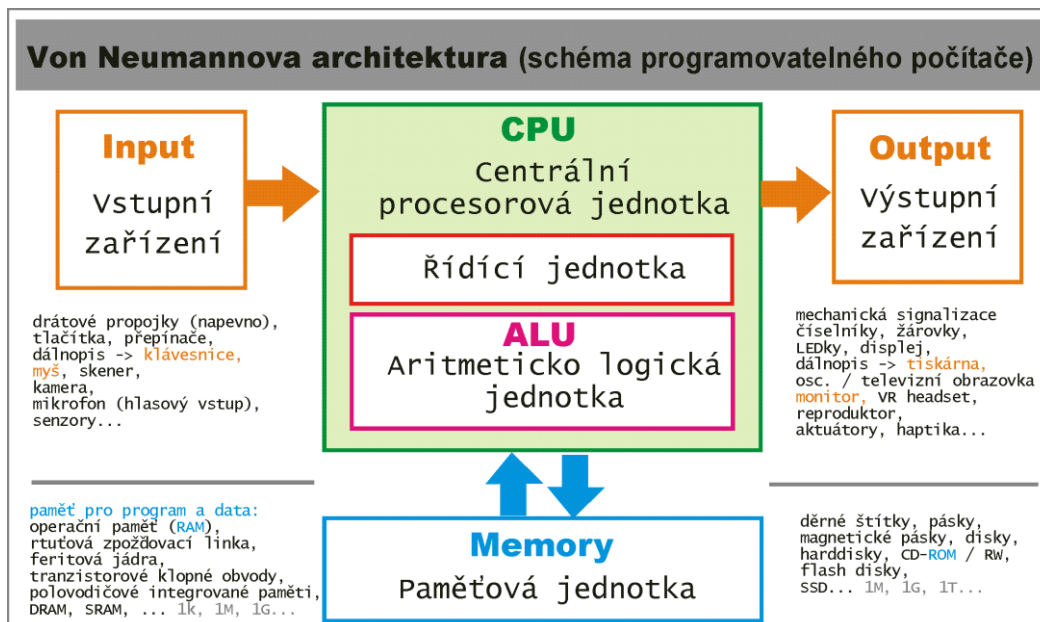 Von Neumannova architektura (schéma programovatelného počítače)
Input
Vstupní
zařízení
CPU
Centrální
procesorová jednotka
Řídící jednotka
ALU
Aritmeticko logická
jednotka
Output
Výstupní
zařízení
drátové propojky (napevno),
tlačítka, přepínače,
dálnopis -> klávesnice,
myš, skener,
kamera,
mikrofon (hlasový vstup),
senzory...
mechanická signalizace
číselníky, žárovky,
LEDky, displej,
dálnopis -> tiskárna,
osc. / televizní obrazovka
monitor, VR headset,
reproduktor,
aktuátory, haptika...
paměť pro program a data:
operační paměť (RAM),
rtuťová zpožďovací linka,
feritová jádra,
tranzistorové klopné obvody,
polovodičové integrované paměti,
DRAM, SRAM, ... 1k, 1M, 1G...
Memory
Paměťová jednotka
děrné štítky, pásky,
magnetické pásky, disky,
harddisky, CD-ROM / RW,
flash disky,
SSD... 1M, 1G, 1T...